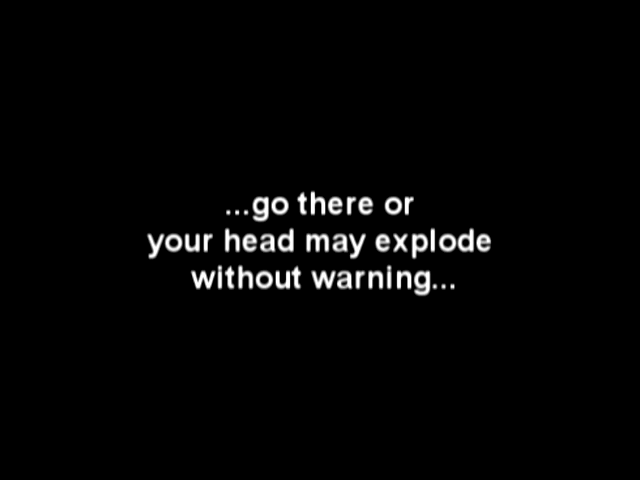 ...go there or
your head may explode
without warning...